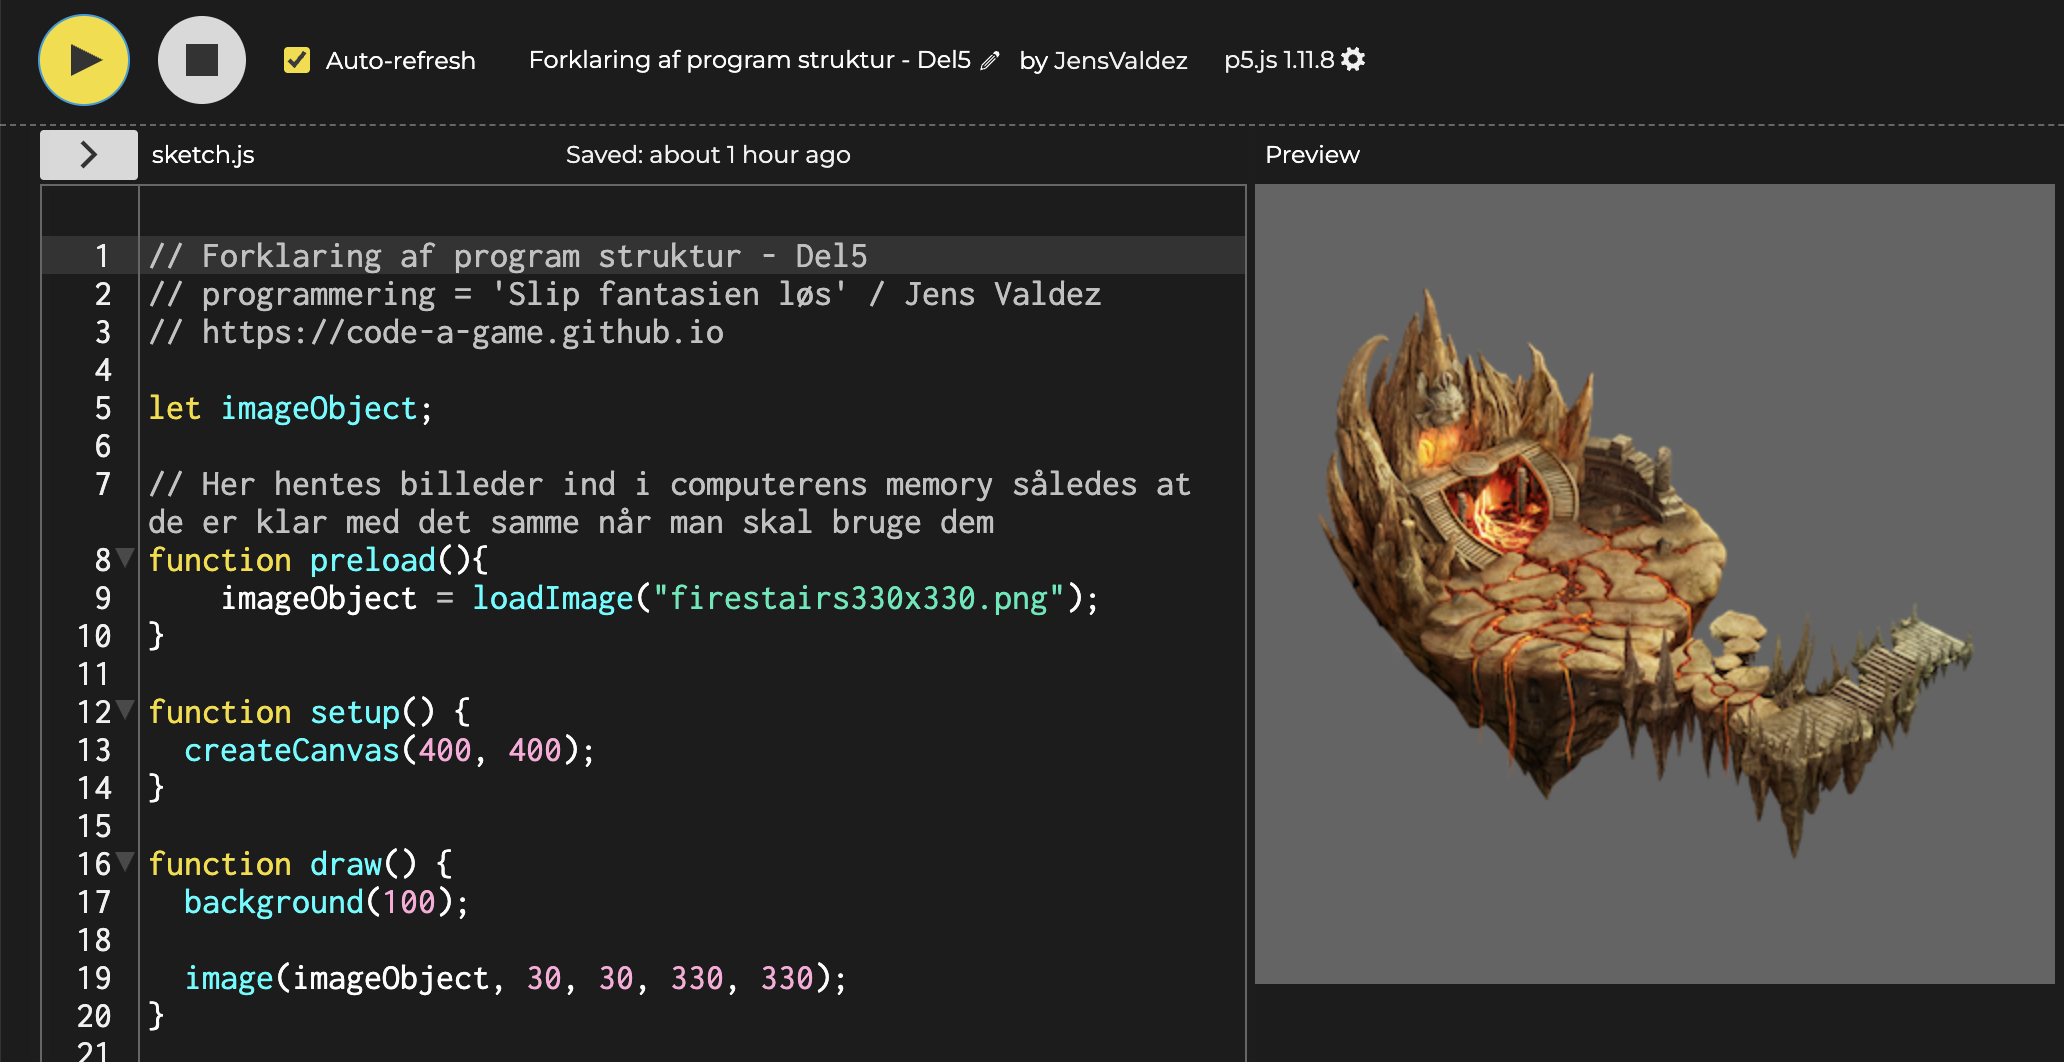 Auto-refresh Forklaring af program struktur - Del5 by JensValdez p5.js 1.11.8
sketch.js Saved: about 1 hour ago Preview
1 // Forklaring af program struktur - Del5
2 // programmering = 'Slip fantasien løs' / Jens Valdez
3 // https://code-a-game.github.io
4
5 let imageObject;
6
7 // Her hentes billeder ind i computerens memory således at
de er klar med det samme når man skal bruge dem
8 function preload(){
9     imageObject = loadImage("firestairs330x330.png");
10 }
11
12 function setup() {
13   createCanvas(400, 400);
14 }
15
16 function draw() {
17   background(100);
18
19   image(imageObject, 30, 30, 330, 330);
20 }
21